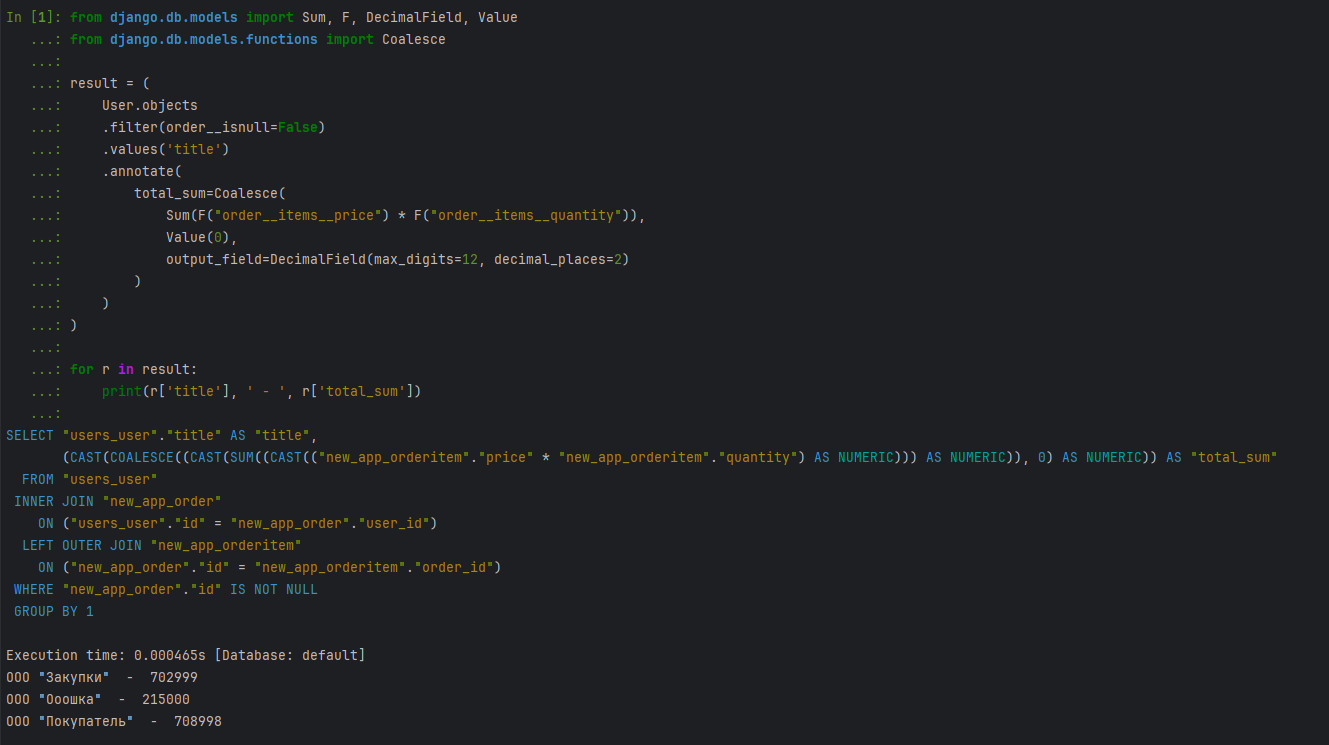 In [1]: from django.db.models import Sum, F, DecimalField, Value
   ...: from django.db.models.functions import Coalesce
   ...:
   ...: result = (
   ...:     User.objects
   ...:     .filter(order__isnull=False)
   ...:     .values('title')
   ...:     .annotate(
   ...:         total_sum=Coalesce(
   ...:             Sum(F("order__items__price") * F("order__items__quantity")),
   ...:             Value(0),
   ...:             output_field=DecimalField(max_digits=12, decimal_places=2)
   ...:         )
   ...:     )
   ...: )
   ...:
   ...: for r in result:
   ...:     print(r['title'], ' - ', r['total_sum'])
   ...:
SELECT "users_user"."title" AS "title",
       (CAST(COALESCE((CAST(SUM((CAST(("new_app_orderitem"."price" * "new_app_orderitem"."quantity") AS NUMERIC))) AS NUMERIC)), 0) AS NUMERIC)) AS "total_sum"
  FROM "users_user"
 INNER JOIN "new_app_order"
    ON ("users_user"."id" = "new_app_order"."user_id")
  LEFT OUTER JOIN "new_app_orderitem"
    ON ("new_app_order"."id" = "new_app_orderitem"."order_id")
 WHERE "new_app_order"."id" IS NOT NULL
 GROUP BY 1

Execution time: 0.000465s [Database: default]
ООО "Закупки"  -  702999
ООО "Ооошка"  -  215000
ООО "Покупатель"  -  708998